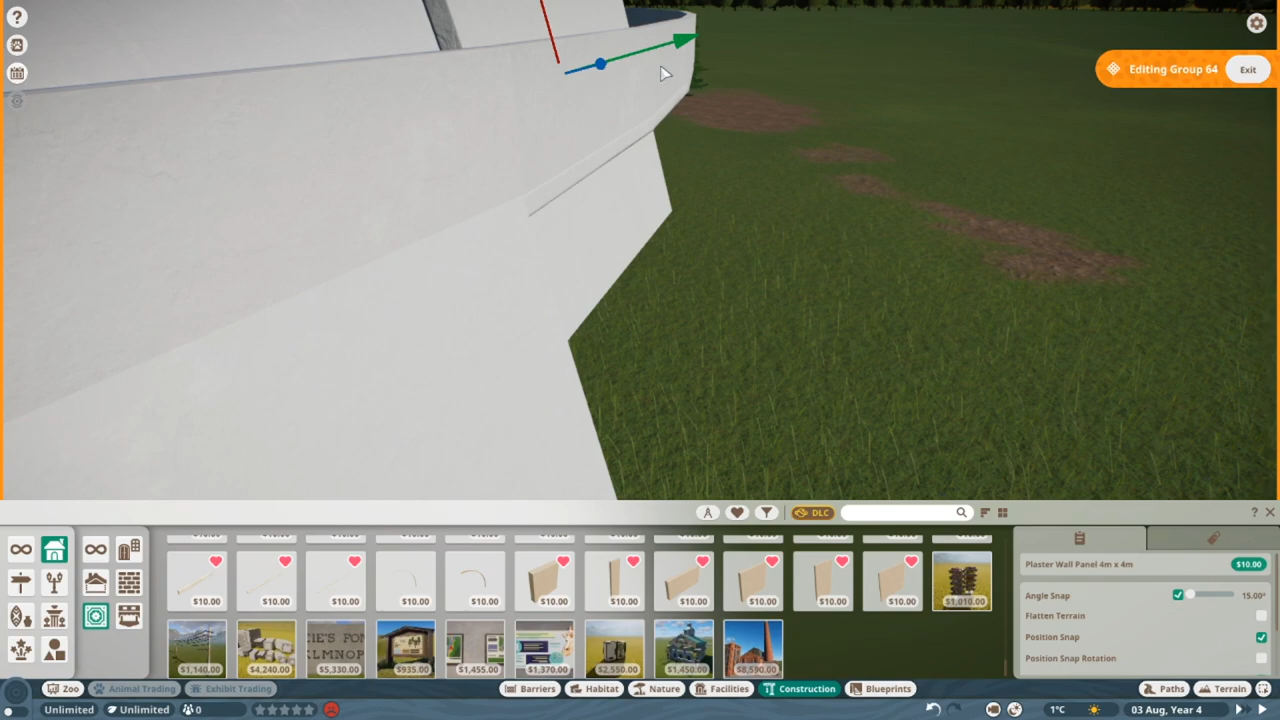 ?
Editing Group 64
Exit
DLC
?
$10.00 $10.00 $10.00 $10.00 $10.00 $10.00 $10.00 $10.00 $10.00 $10.00 $10.00 $1,010.00
Plaster Wall Panel 4m x 4m
$10.00
Angle Snap
15.00°
Flatten Terrain
Position Snap
Position Snap Rotation
$1,140.00 $4,240.00 $5,330.00 $935.00 $1,455.00 $1,370.00 $2,550.00 $1,450.00 $8,590.00
Zoo Animal Trading Exhibit Trading Barriers Habitat Nature Facilities Construction Blueprints Paths Terrain
Unlimited Unlimited 0 1°C 03 Aug, Year 4